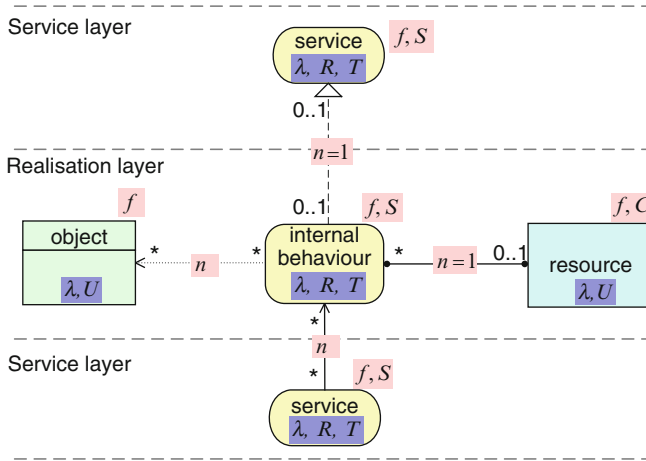 Service layer
service
f, S
λ, R, T
0..1
n=1
Realisation layer
f
0..1
f, S
f, C
object
*
n
*
internal
behaviour
*
n=1
0..1
resource
λ,U
λ, R, T
λ,U
*
n
Service layer
*
f, S
service
λ, R, T